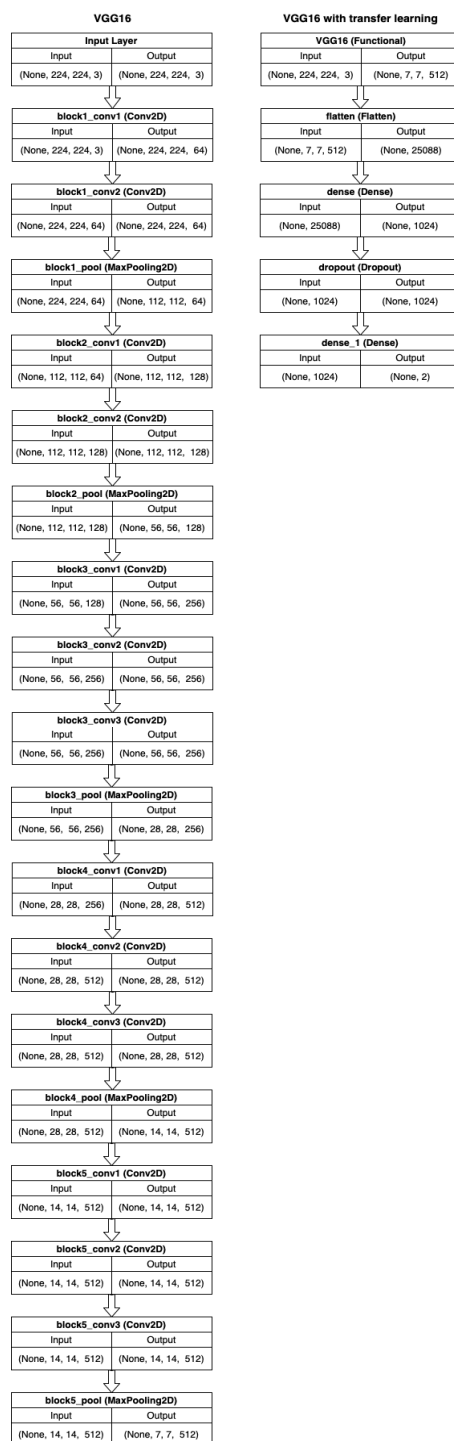 VGG16
Input Layer
Input Output
(None, 224, 224, 3) (None, 224, 224, 3)
block1_conv1 (Conv2D)
Input Output
(None, 224, 224, 3) (None, 224, 224, 64)
block1_conv2 (Conv2D)
Input Output
(None, 224, 224, 64) (None, 224, 224, 64)
block1_pool (MaxPooling2D)
Input Output
(None, 224, 224, 64) (None, 112, 112, 64)
block2_conv1 (Conv2D)
Input Output
(None, 112, 112, 64) (None, 112, 112, 128)
block2_conv2 (Conv2D)
Input Output
(None, 112, 112, 128) (None, 112, 112, 128)
block2_pool (MaxPooling2D)
Input Output
(None, 112, 112, 128) (None, 56, 56, 128)
block3_conv1 (Conv2D)
Input Output
(None, 56, 56, 128) (None, 56, 56, 256)
block3_conv2 (Conv2D)
Input Output
(None, 56, 56, 256) (None, 56, 56, 256)
block3_conv3 (Conv2D)
Input Output
(None, 56, 56, 256) (None, 56, 56, 256)
block3_pool (MaxPooling2D)
Input Output
(None, 56, 56, 256) (None, 28, 28, 256)
block4_conv1 (Conv2D)
Input Output
(None, 28, 28, 256) (None, 28, 28, 512)
block4_conv2 (Conv2D)
Input Output
(None, 28, 28, 512) (None, 28, 28, 512)
block4_conv3 (Conv2D)
Input Output
(None, 28, 28, 512) (None, 28, 28, 512)
block4_pool (MaxPooling2D)
Input Output
(None, 28, 28, 512) (None, 14, 14, 512)
block5_conv1 (Conv2D)
Input Output
(None, 14, 14, 512) (None, 14, 14, 512)
block5_conv2 (Conv2D)
Input Output
(None, 14, 14, 512) (None, 14, 14, 512)
block5_conv3 (Conv2D)
Input Output
(None, 14, 14, 512) (None, 14, 14, 512)
block5_pool (MaxPooling2D)
Input Output
(None, 14, 14, 512) (None, 7, 7, 512)
VGG16 with transfer learning
VGG16 (Functional)
Input Output
(None, 224, 224, 3) (None, 7, 7, 512)
flatten (Flatten)
Input Output
(None, 7, 7, 512) (None, 25088)
dense (Dense)
Input Output
(None, 25088) (None, 1024)
dropout (Dropout)
Input Output
(None, 1024) (None, 1024)
dense_1 (Dense)
Input Output
(None, 1024) (None, 2)